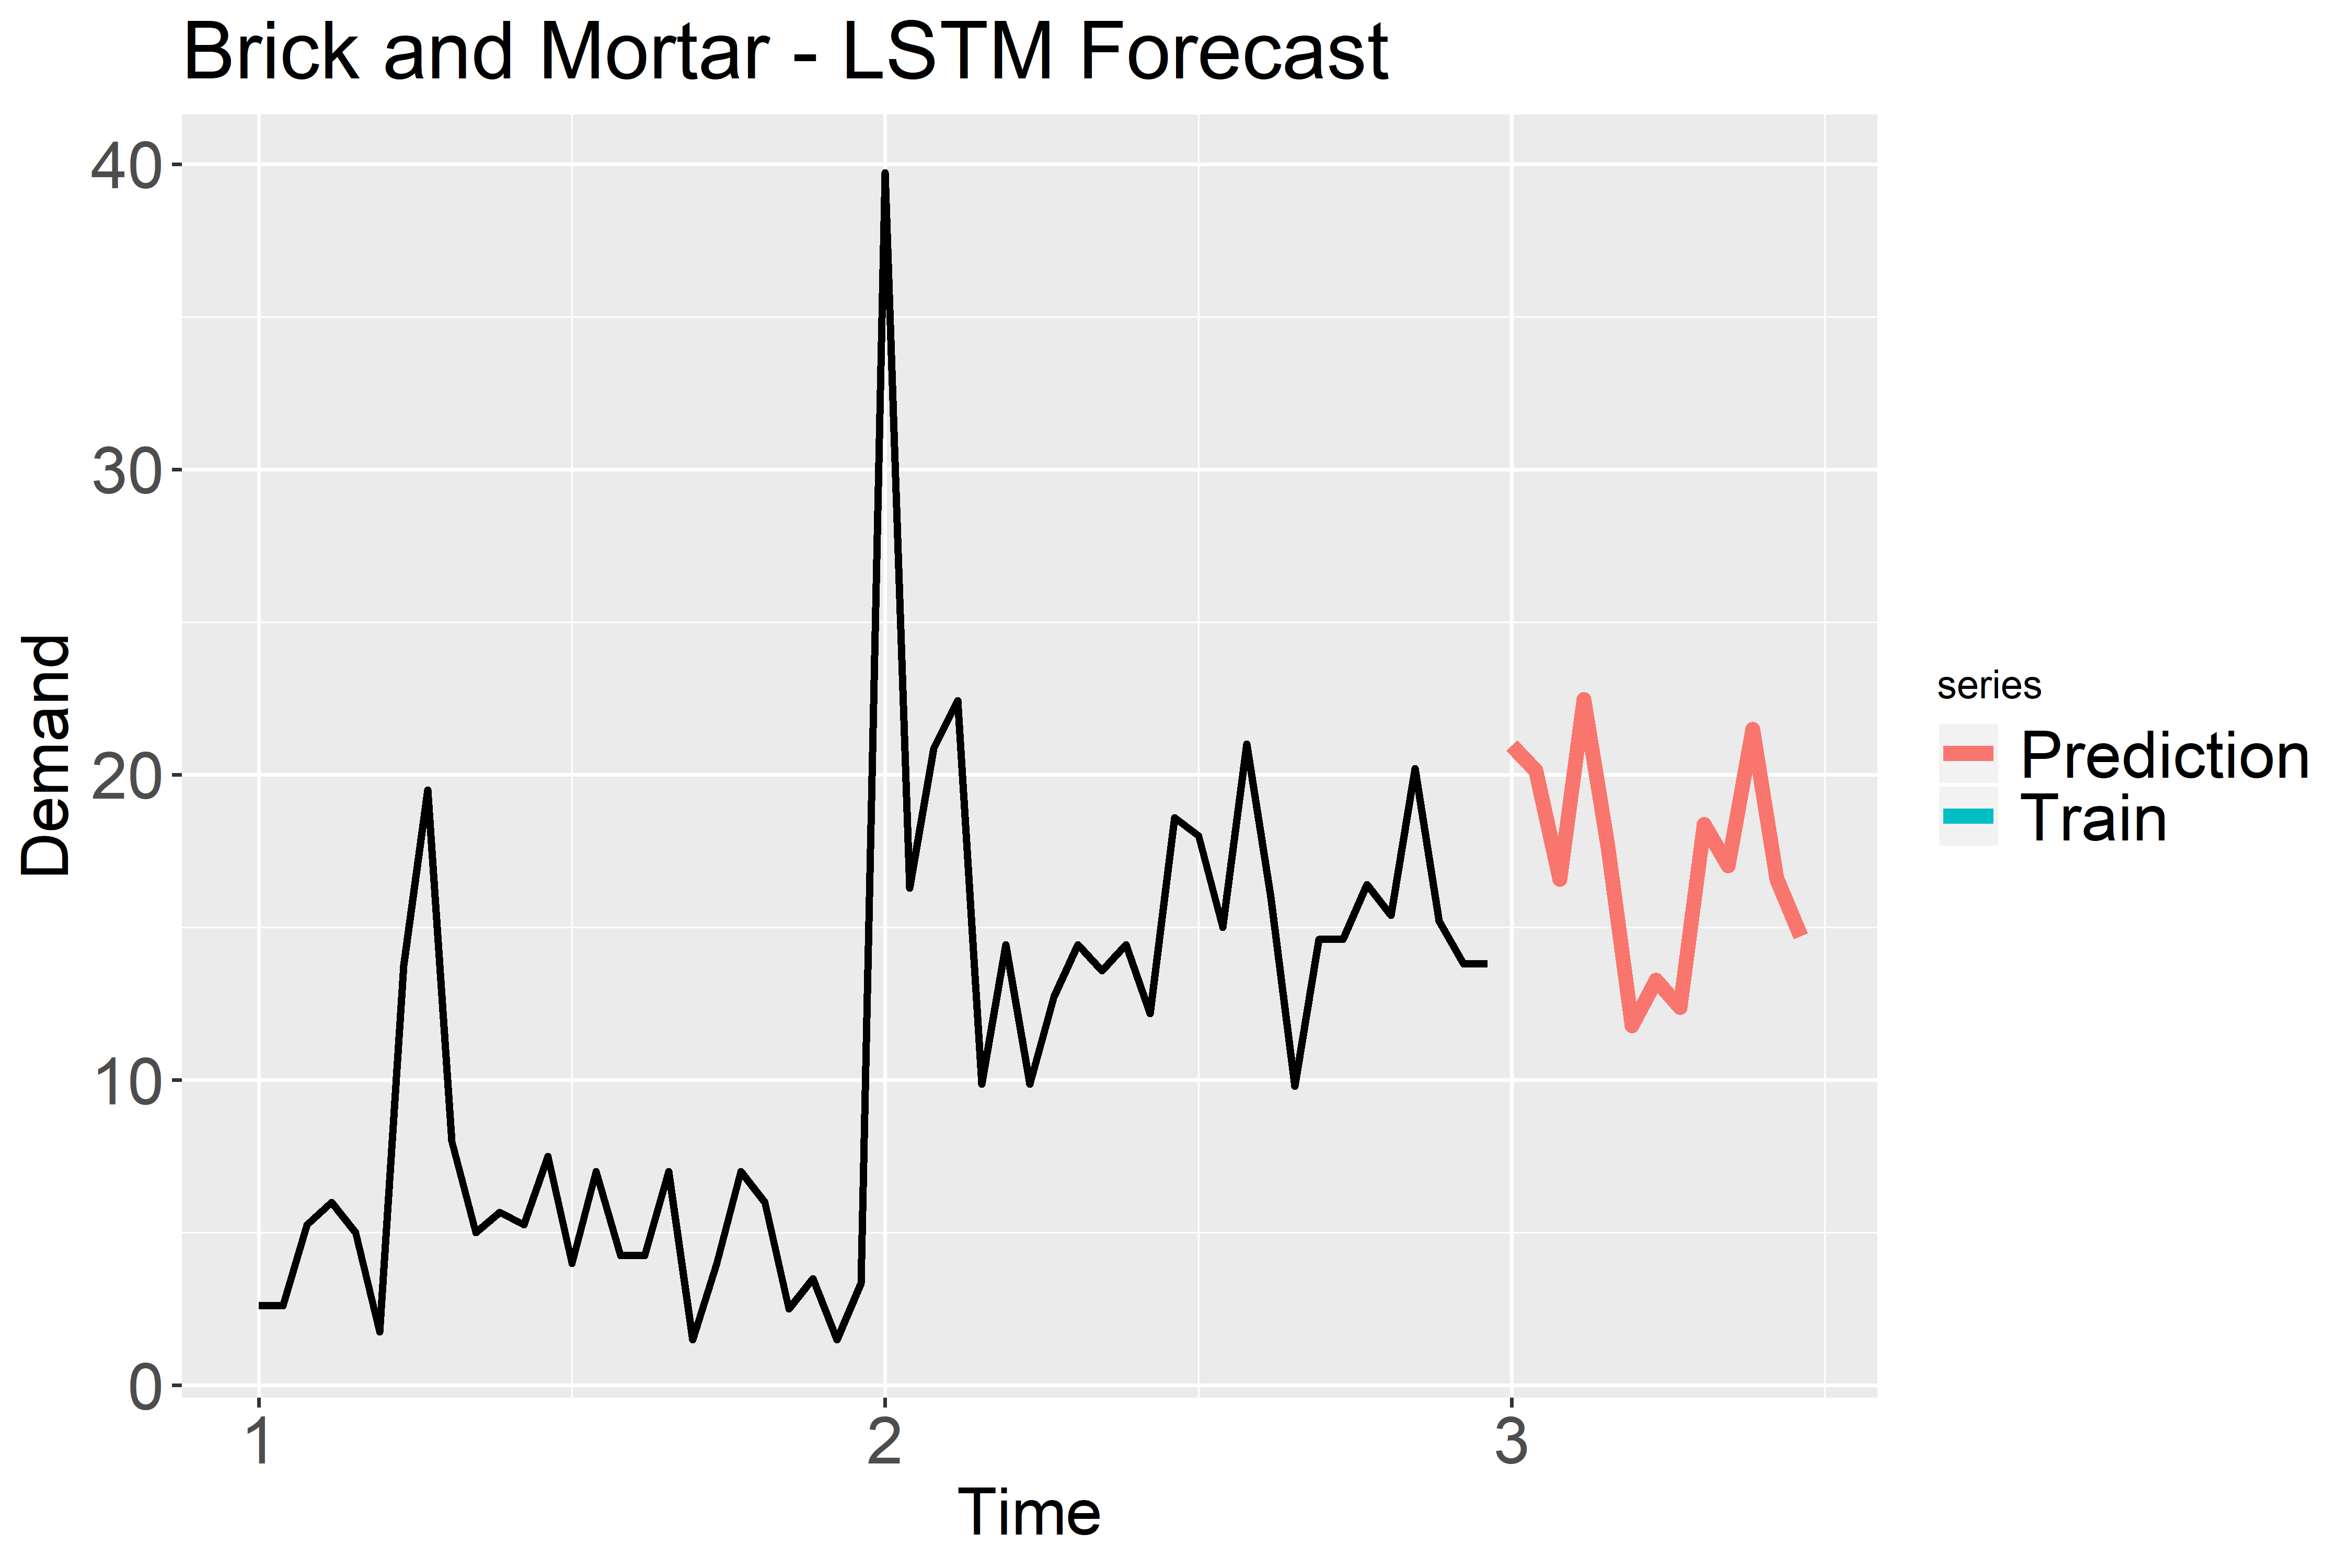 Brick and Mortar - LSTM Forecast
40
30
20
10
0
Demand
1
2
3
Time
series
Prediction
Train